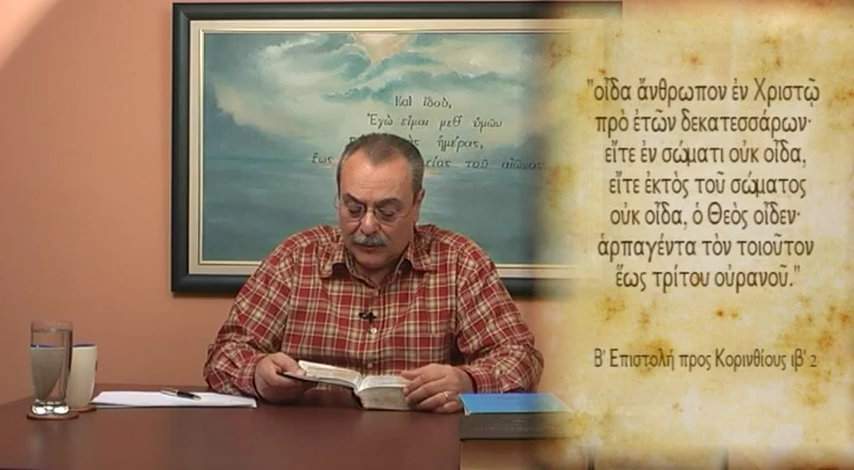 Καὶ ἰδού,
Ἐγὼ εἶμαι μεθ᾽ ὑμῶν
ἡμέρας,
ἕως τοῦ αἰῶνος
"οἶδα ἄνθρωπον ἐν Χριστῷ
πρὸ ἐτῶν δεκατεσσάρων·
εἴτε ἐν σώματι οὐκ οἶδα,
εἴτε ἐκτὸς τοῦ σώματος
οὐκ οἶδα, ὁ Θεὸς οἶδεν·
ἁρπαγέντα τὸν τοιοῦτον
ἕως τρίτου οὐρανοῦ."
Β' Επιστολή προς Κορινθίους ιβ' 2